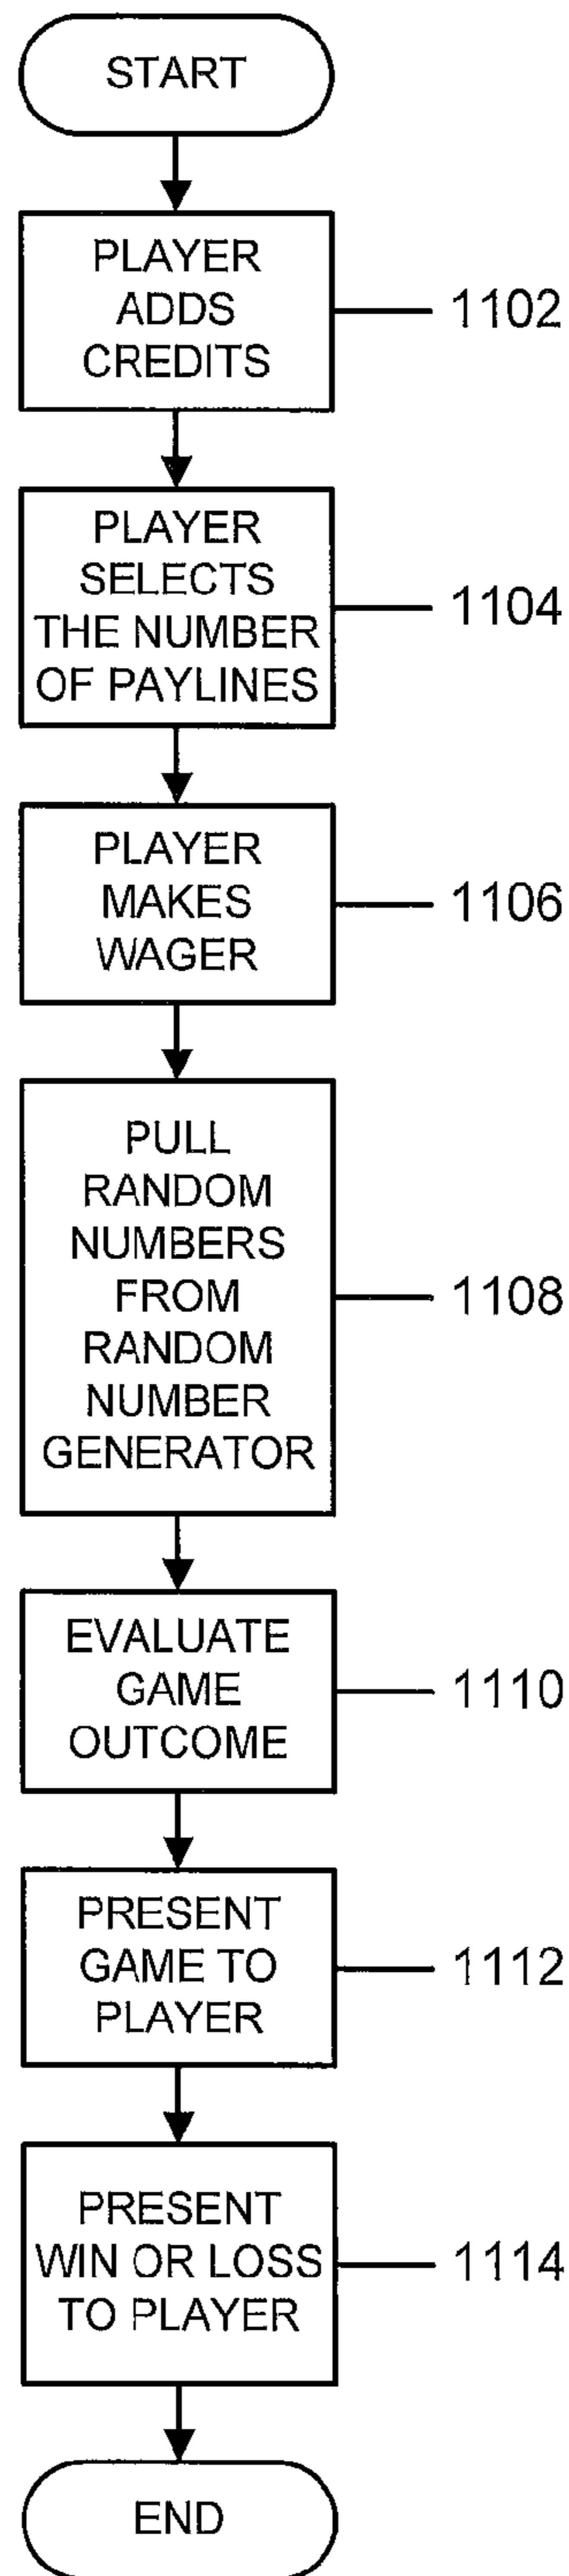 START
PLAYER
ADDS
CREDITS
1102
PLAYER
SELECTS
THE NUMBER
OF PAYLINES
1104
PLAYER
MAKES
WAGER
1106
PULL
RANDOM
NUMBERS
FROM
RANDOM
NUMBER
GENERATOR
1108
EVALUATE
GAME
OUTCOME
1110
PRESENT
GAME TO
PLAYER
1112
PRESENT
WIN OR LOSS
TO PLAYER
1114
END